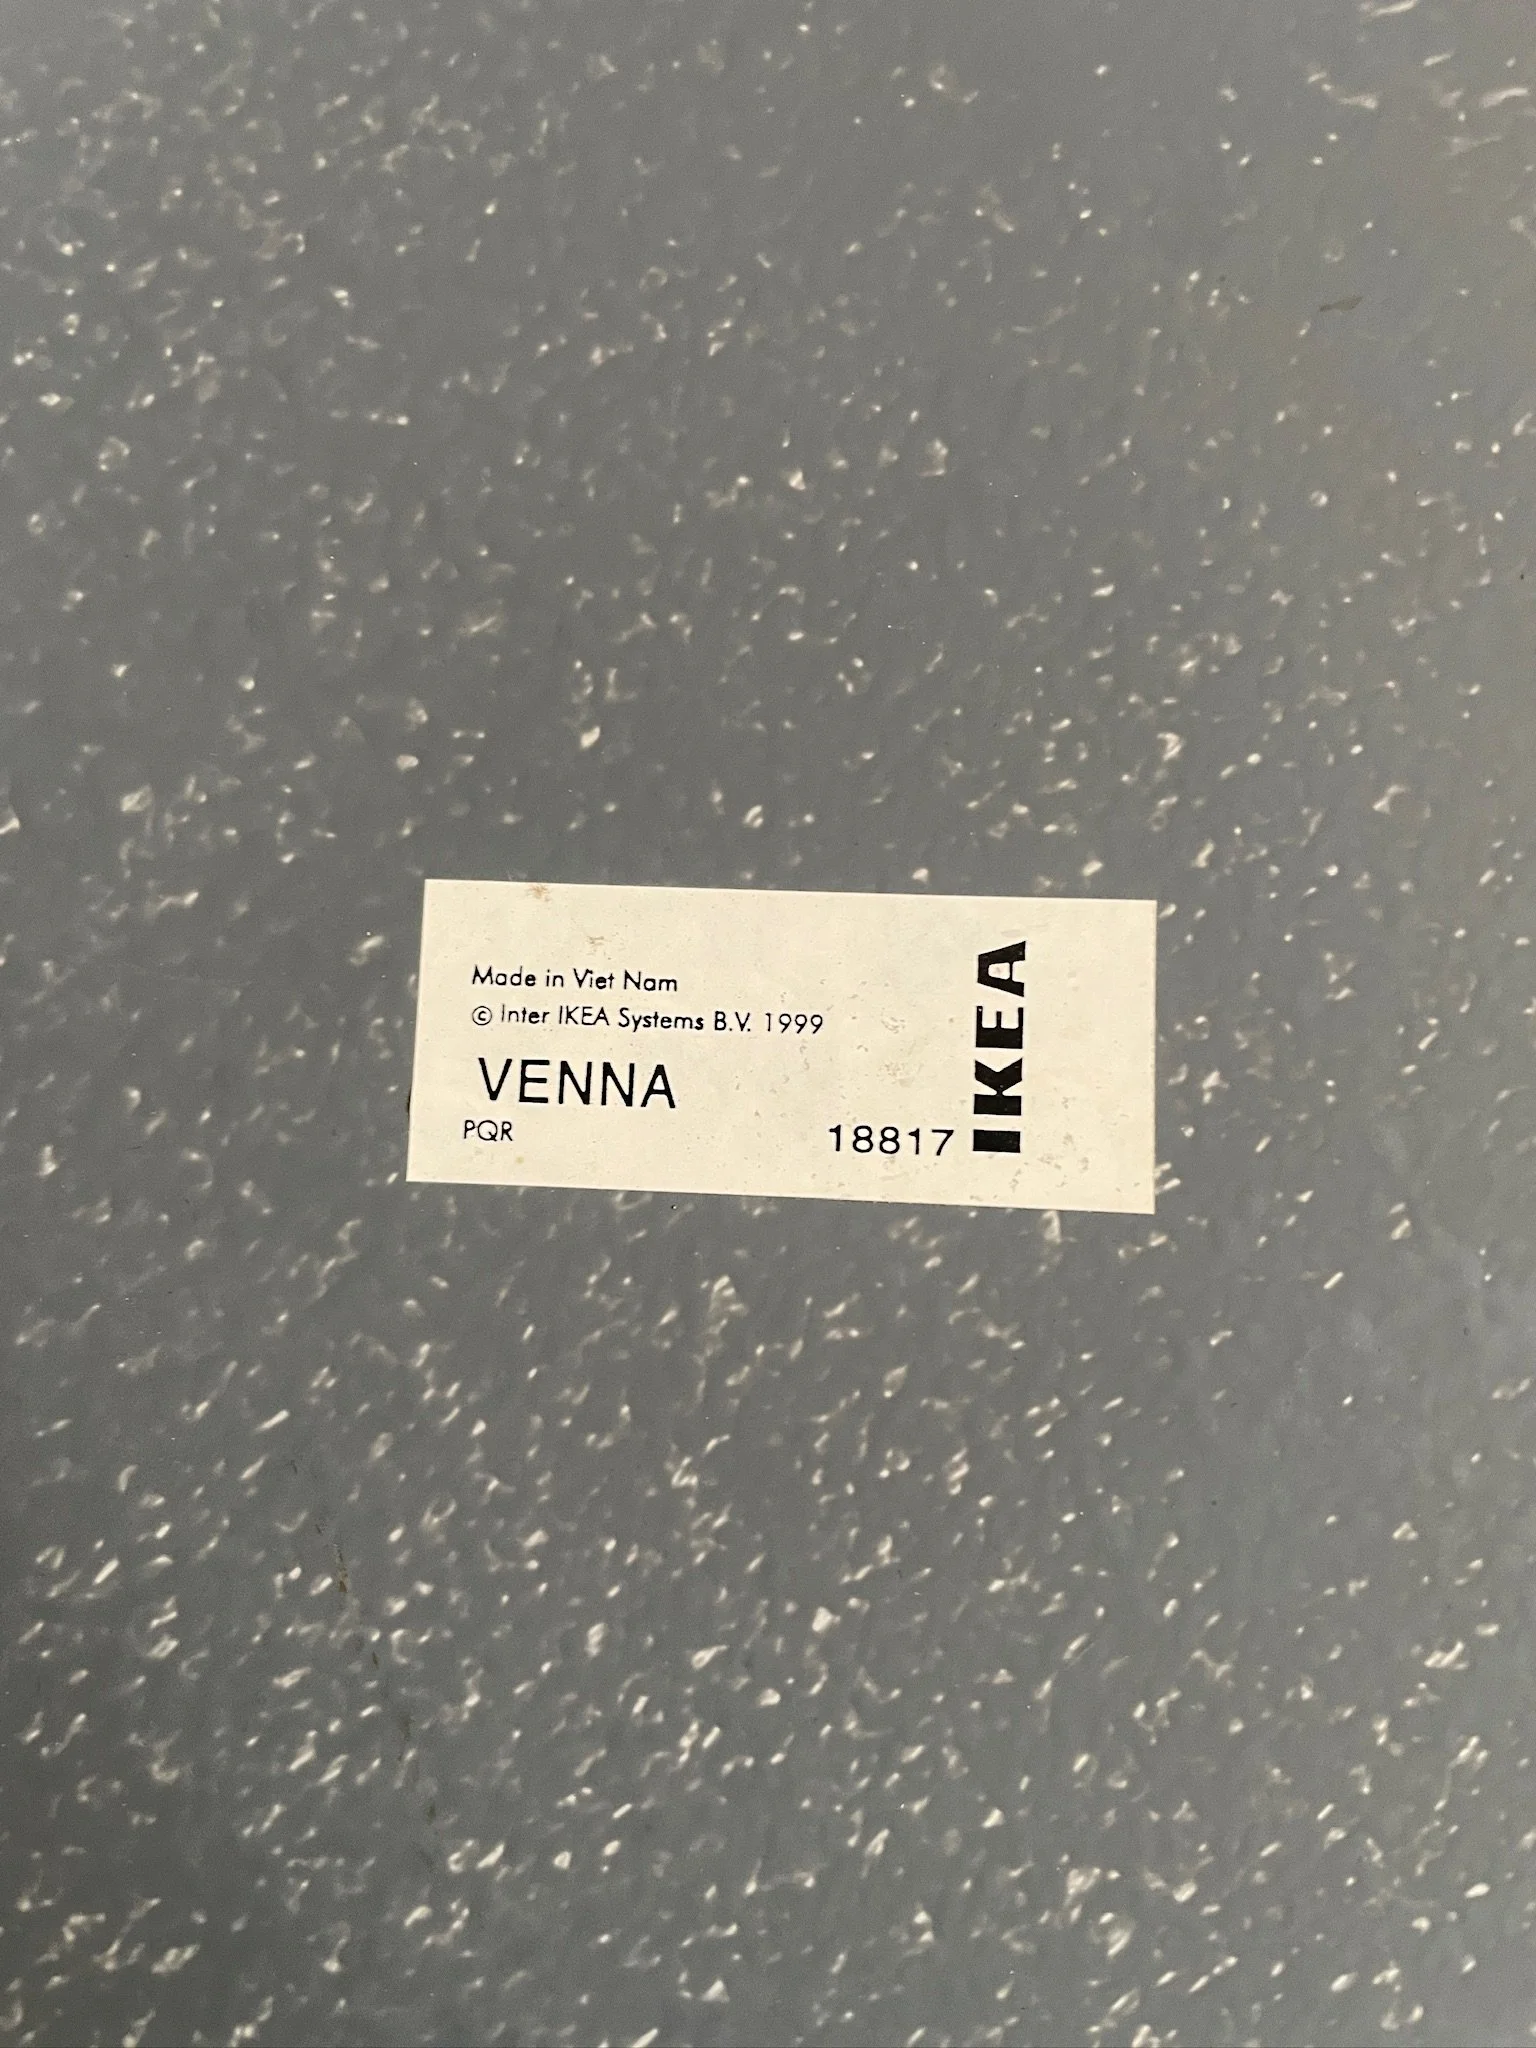 Made in Viet Nam
© Inter IKEA Systems B.V. 1999
VENNA
PQR
18817
IKEA